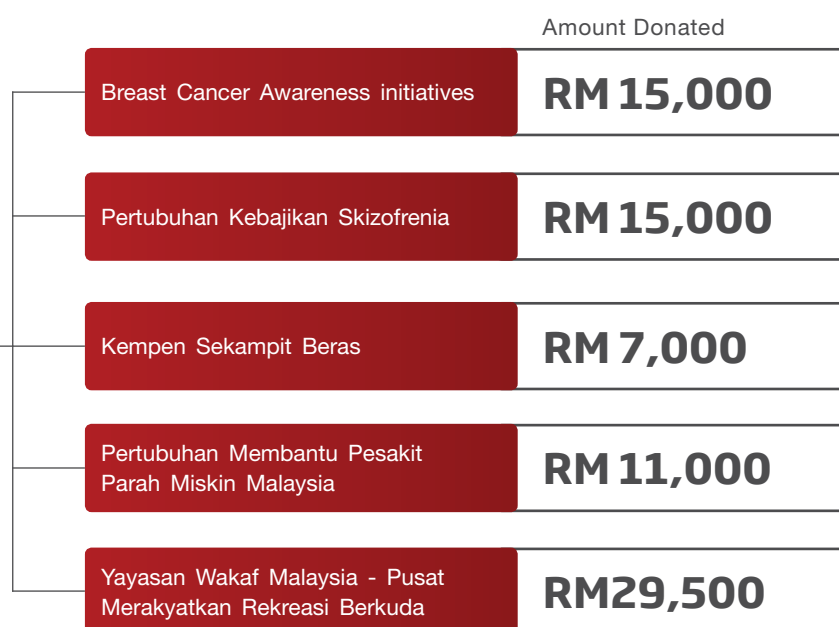 Amount Donated
Breast Cancer Awareness initiatives
RM 15,000
Pertubuhan Kebajikan Skizofrenia
RM 15,000
Kempen Sekampit Beras
RM 7,000
Pertubuhan Membantu Pesakit
Parah Miskin Malaysia
RM 11,000
Yayasan Wakaf Malaysia - Pusat
Merakyatkan Rekreasi Berkuda
RM29,500